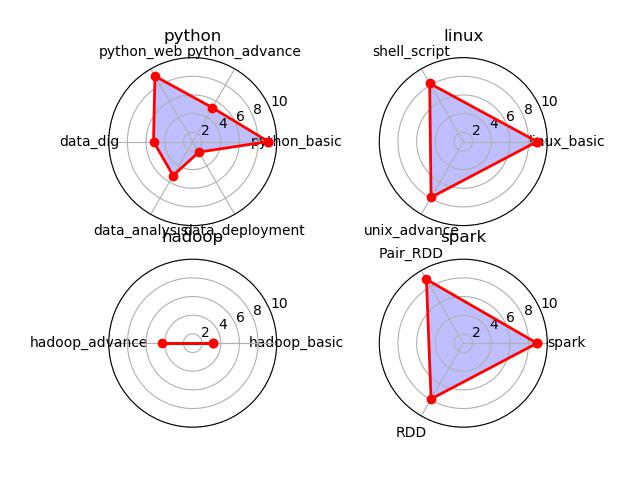 python
python_web
python_advance
data_dig
python_basic
data_analysis
data_deployment
2
4
6
8
10
linux
shell_script
linux_basic
unix_advance
2
4
6
8
10
hadoop
hadoop_advance
hadoop_basic
2
4
6
8
10
spark
Pair_RDD
spark
RDD
2
4
6
8
10